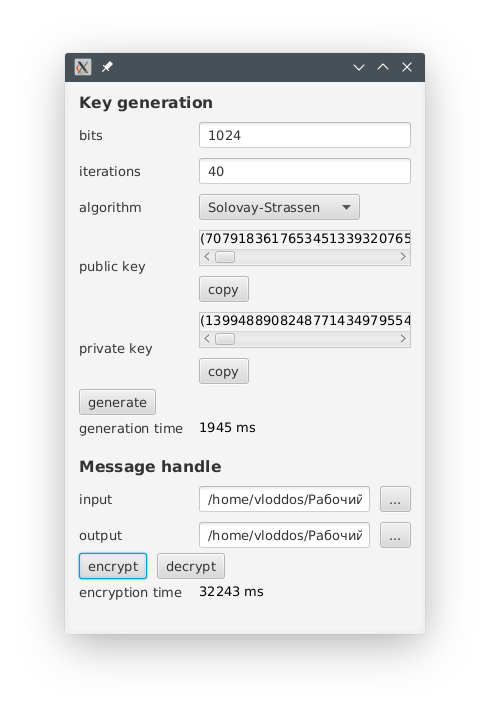 Key generation
bits 1024
iterations 40
algorithm Solovay-Strassen
(7079183617653451339320765
public key
copy
(1399488908248771434979554
private key
copy
generate
generation time 1945 ms
Message handle
input /home/vloddos/Рабочий ...
output /home/vloddos/Рабочий ...
encrypt decrypt
encryption time 32243 ms